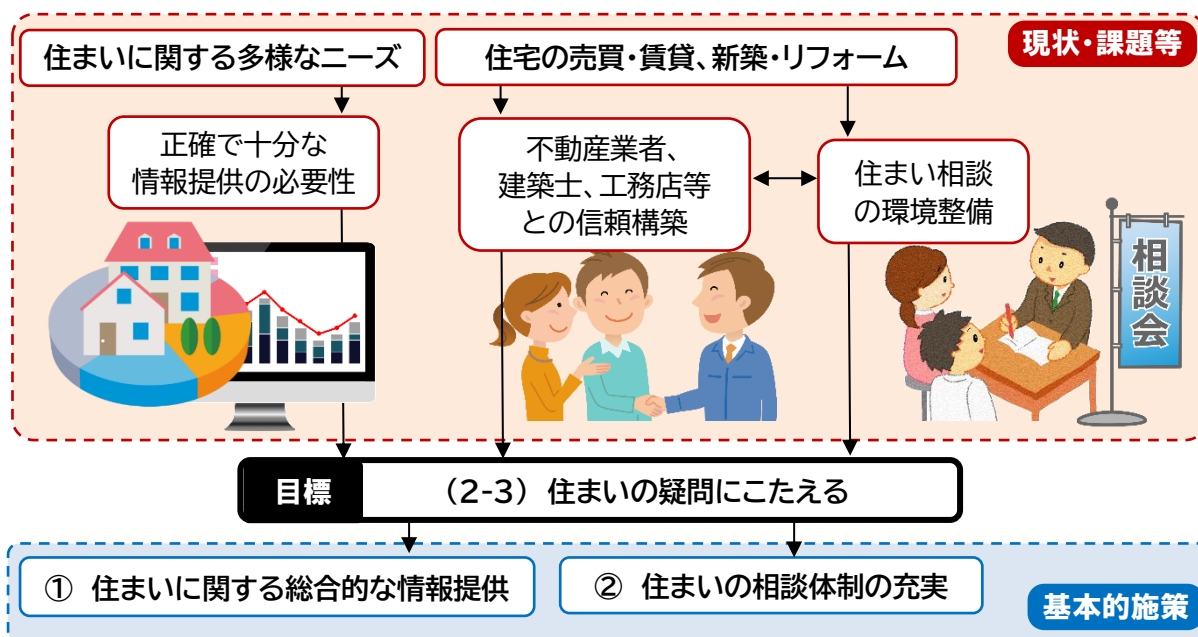 現状・課題等
住まいに関する多様なニーズ
住宅の売買・賃貸、新築・リフォーム
正確で十分な
情報提供の必要性
不動産業者、
建築士、工務店等
との信頼構築
住まい相談
の環境整備
相談会
目標
（2-3）住まいの疑問にこたえる
① 住まいに関する総合的な情報提供
② 住まいの相談体制の充実
基本的施策